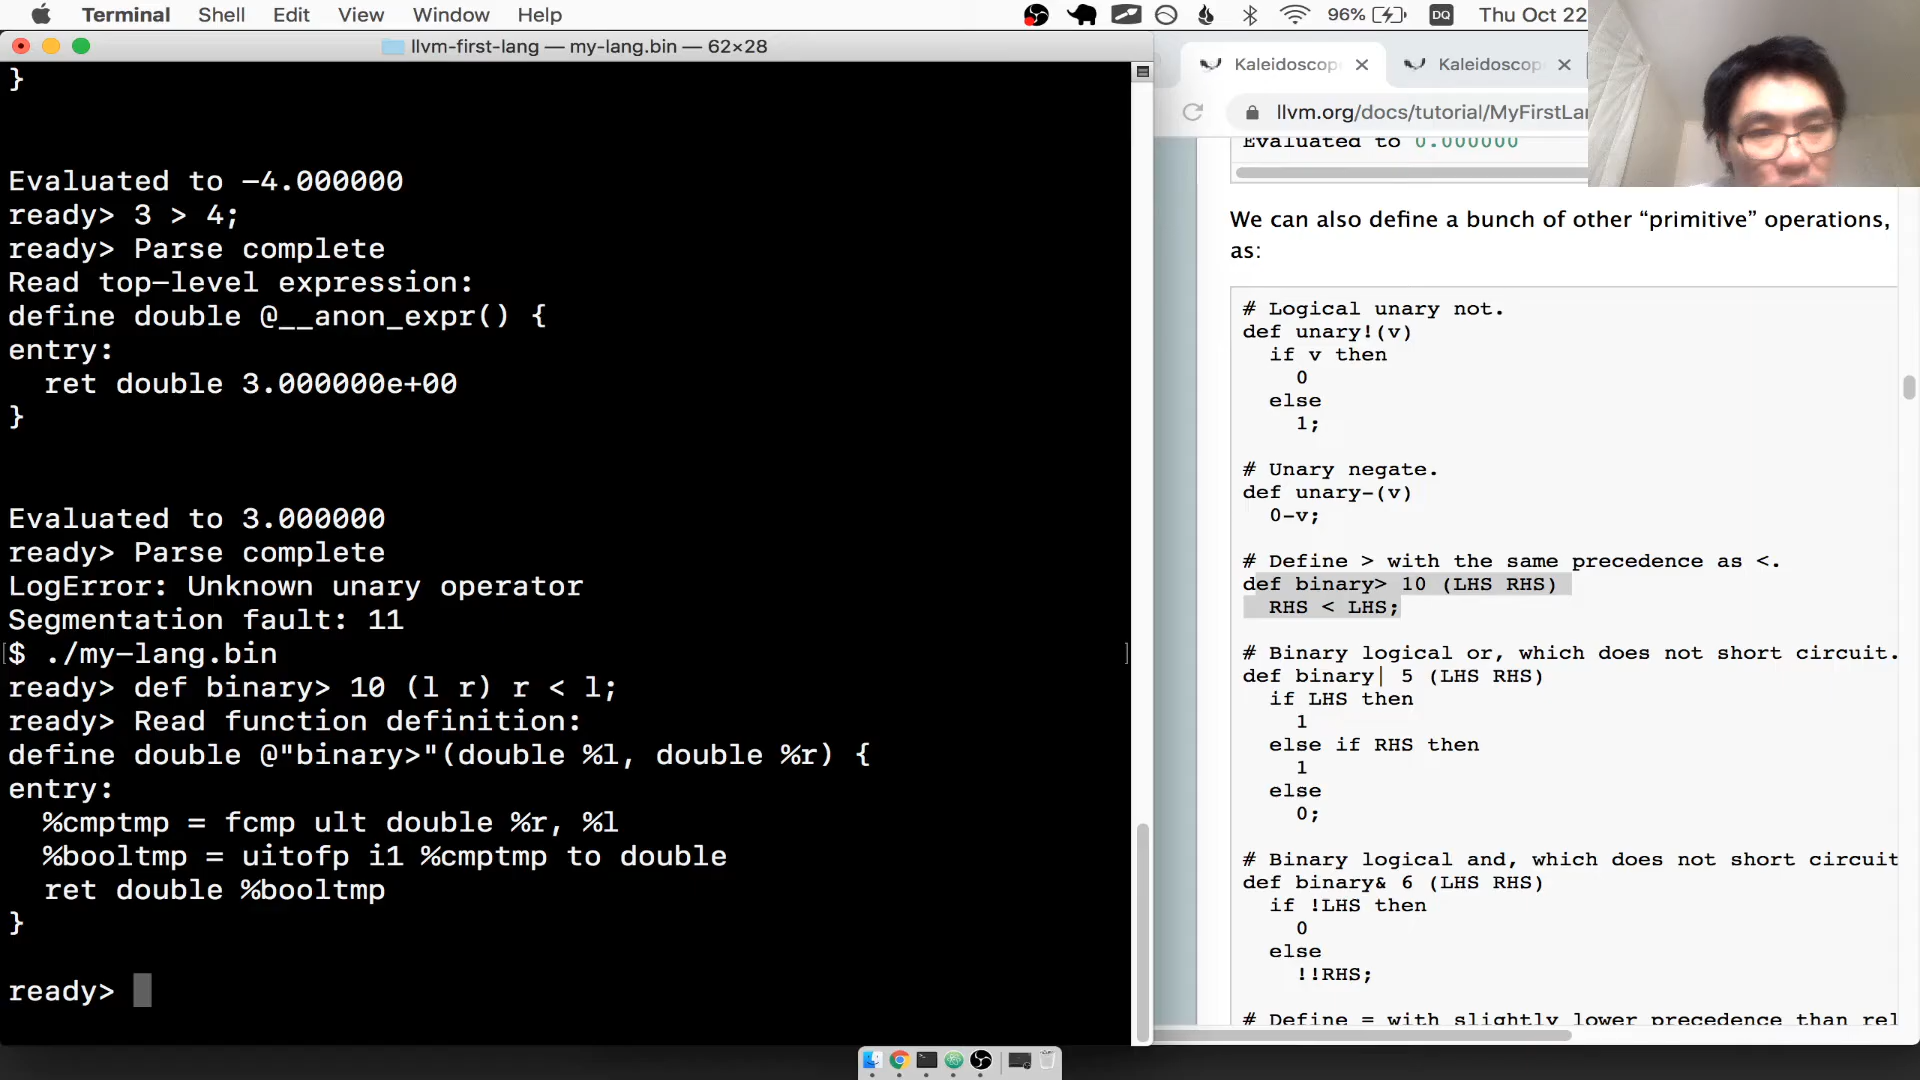 Terminal Shell Edit View Window Help 96% DQ Thu Oct 22
llvm-first-lang — my-lang.bin — 62×28
}
Evaluated to -4.000000
ready> 3 > 4;
ready> Parse complete
Read top-level expression:
define double @__anon_expr() {
entry:
  ret double 3.000000e+00
}
Evaluated to 3.000000
ready> Parse complete
LogError: Unknown unary operator
Segmentation fault: 11
[$ ./my-lang.bin ]
ready> def binary> 10 (l r) r < l;
ready> Read function definition:
define double @"binary>"(double %l, double %r) {
entry:
  %cmptmp = fcmp ult double %r, %l
  %booltmp = uitofp i1 %cmptmp to double
  ret double %booltmp
}
ready>
Kaleidoscop Kaleidoscop
llvm.org/docs/tutorial/MyFirstLan
Evaluated to 0.000000
We can also define a bunch of other “primitive” operations,
as:
# Logical unary not.
def unary!(v)
  if v then
    0
  else
    1;
# Unary negate.
def unary-(v)
  0-v;
# Define > with the same precedence as <.
def binary> 10 (LHS RHS)
  RHS < LHS;
# Binary logical or, which does not short circuit.
def binary| 5 (LHS RHS)
  if LHS then
    1
  else if RHS then
    1
  else
    0;
# Binary logical and, which does not short circuit
def binary& 6 (LHS RHS)
  if !LHS then
    0
  else
    !!RHS;
# Define = with slightly lower precedence than rel